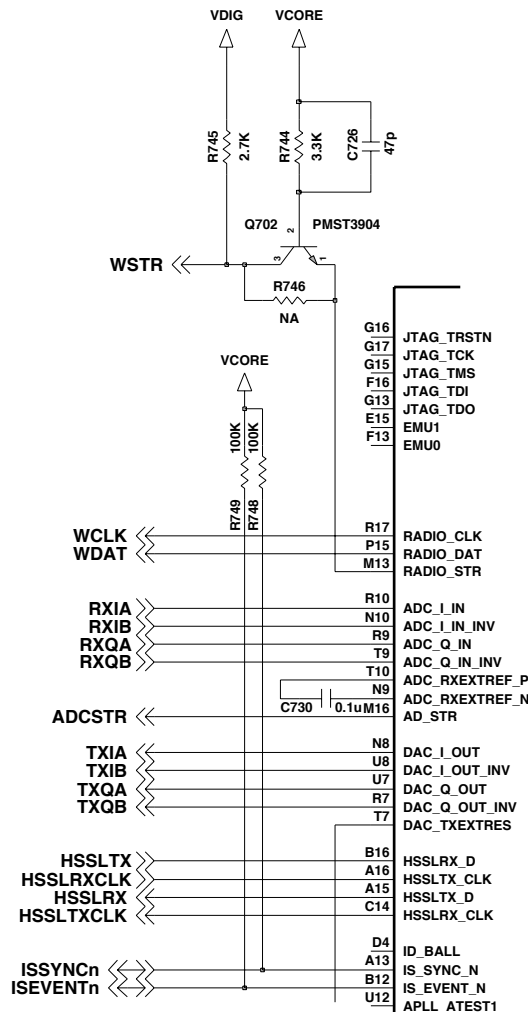 VDIG VCORE
R745 2.7K R744 3.3K C726 47p
Q702 2 PMST3904
WSTR 3 1
R746
NA
VCORE
100K 100K
R749 R748
G16 JTAG_TRSTN
G17 JTAG_TCK
G15 JTAG_TMS
F16 JTAG_TDI
G13 JTAG_TDO
E15 EMU1
F13 EMU0
WCLK R17 RADIO_CLK
WDAT P15 RADIO_DAT
M13 RADIO_STR
RXIA R10 ADC_I_IN
RXIB N10 ADC_I_IN_INV
RXQA R9 ADC_Q_IN
RXQB T9 ADC_Q_IN_INV
T10 ADC_RXEXTREF_P
N9 ADC_RXEXTREF_N
C730 0.1u
ADCSTR M16 AD_STR
TXIA N8 DAC_I_OUT
TXIB U8 DAC_I_OUT_INV
TXQA U7 DAC_Q_OUT
TXQB R7 DAC_Q_OUT_INV
T7 DAC_TXEXTRES
HSSLTX B16 HSSLRX_D
HSSLRXCLK A16 HSSLTX_CLK
HSSLRX A15 HSSLTX_D
HSSLTXCLK C14 HSSLRX_CLK
D4 ID_BALL
ISSYNCn A13 IS_SYNC_N
ISEVENTn B12 IS_EVENT_N
U12 APLL_ATEST1